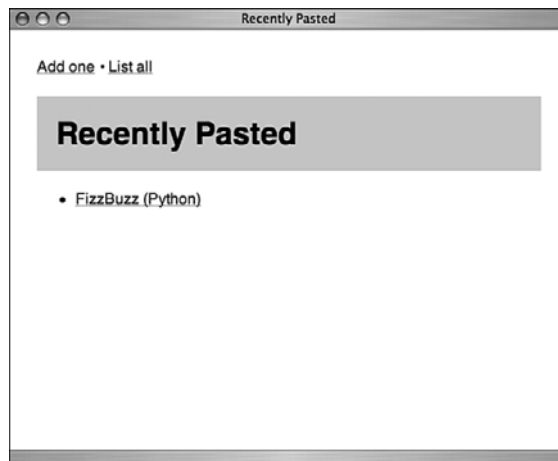 Recently Pasted
Add one • List all
Recently Pasted
• FizzBuzz (Python)